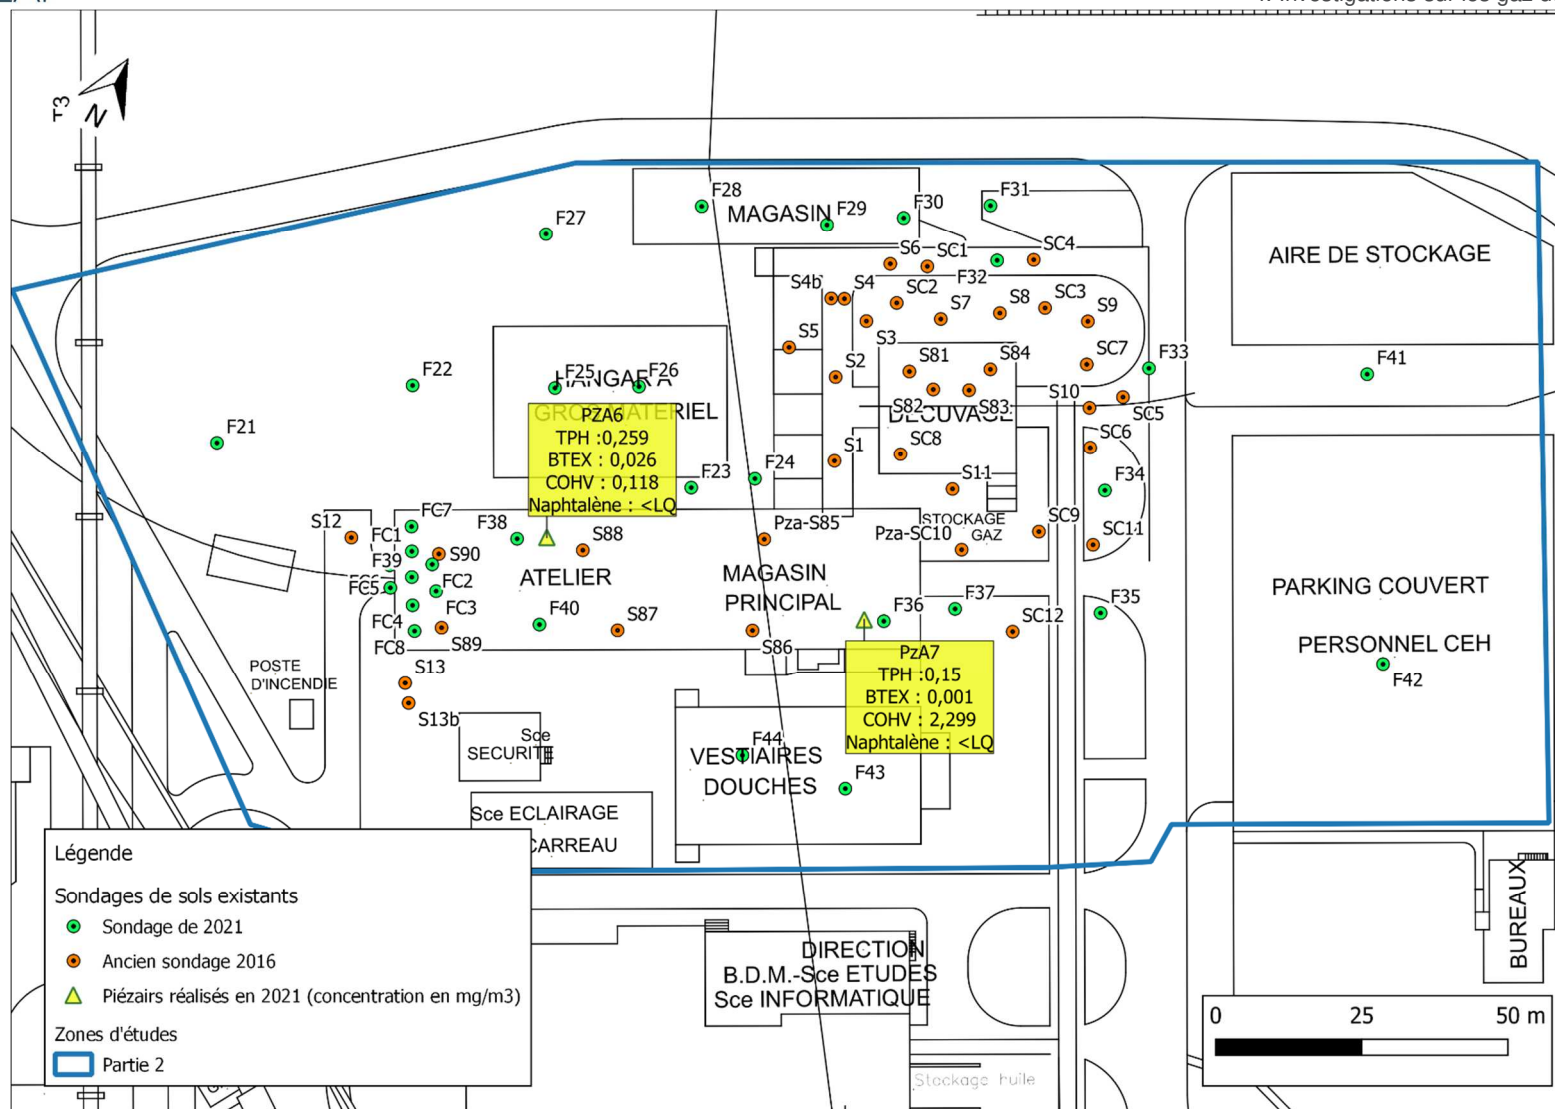 F3
N
F28
MAGASIN
F29
F30
F31
F27
S6
SC1
SC4
F32
AIRE DE STOCKAGE
S4b
S4
SC2
S7
S8
SC3
S9
S5
S3
S2
S81
S84
SC7
F33
F41
F22
F25
F26
HANGAR A
GROS MATERIEL
S82
S83
S10
SC5
DECUVAGE
F21
PZA6
TPH :0,259
BTEX : 0,026
COHV : 0,118
Naphtalène : <LQ
S1
SC8
SC6
F23
F24
S11
F34
S12
FC7
FC1
F38
S88
Pza-S85
Pza-SC10
STOCKAGE
GAZ
SC9
SC11
F39
S90
FC5
FC2
ATELIER
MAGASIN
PRINCIPAL
PARKING COUVERT
PERSONNEL CEH
FC3
FC4
FC8
S89
F40
S87
S86
F36
F37
SC12
F35
F42
POSTE
D'INCENDIE
S13
S13b
PzA7
TPH :0,15
BTEX : 0,001
COHV : 2,299
Naphtalène : <LQ
Sce
SECURITE
F44
VESTIAIRES
DOUCHES
F43
Sce ECLAIRAGE
CARREAU
Légende
Sondages de sols existants
Sondage de 2021
Ancien sondage 2016
Piézairs réalisés en 2021 (concentration en mg/m3)
Zones d'études
Partie 2
DIRECTION
B.D.M.-Sce ETUDES
Sce INFORMATIQUE
BUREAUX
Stockage huile
0 25 50 m